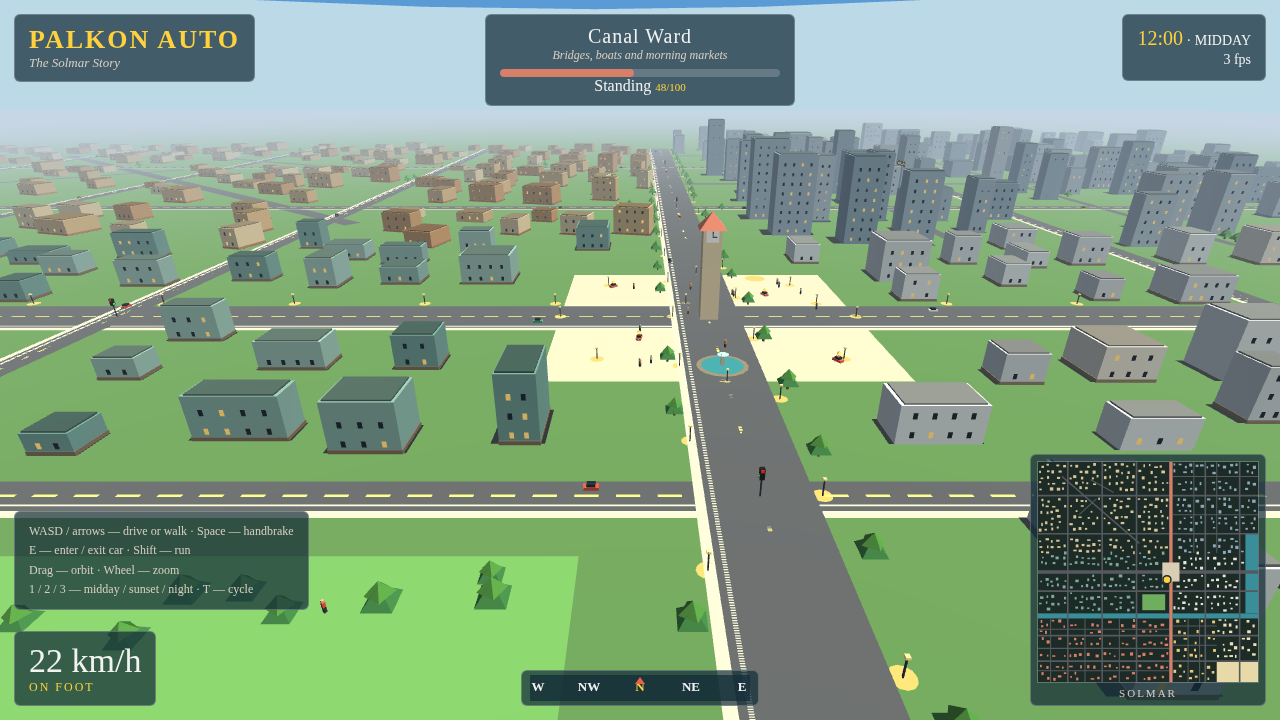 PALKON AUTO
The Solmar Story
Canal Ward
Bridges, boats and morning markets
Standing 48/100
12:00 · MIDDAY
3 fps
WASD / arrows — drive or walk · Space — handbrake
E — enter / exit car · Shift — run
Drag — orbit · Wheel — zoom
1 / 2 / 3 — midday / sunset / night · T — cycle
22 km/h
ON FOOT
W NW N NE E
SOLMAR